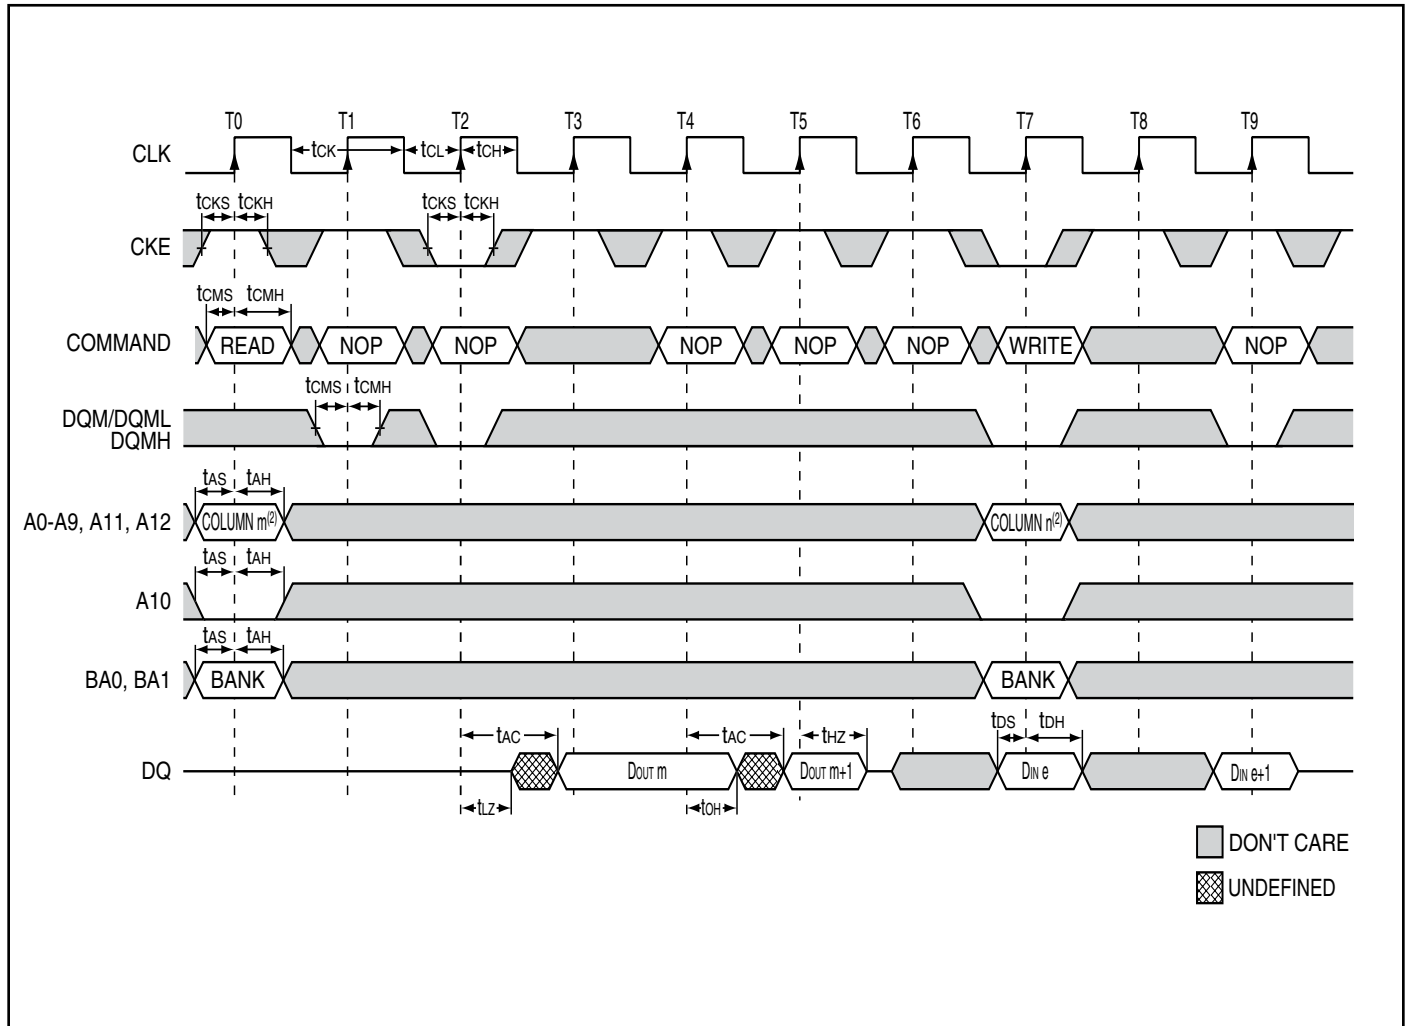 T0 T1 T2 T3 T4 T5 T6 T7 T8 T9
CLK tCK tCL tCH
tCKS tCKH tCKS tCKH
CKE
tCMS tCMH
COMMAND READ NOP NOP NOP NOP NOP WRITE NOP
tCMS tCMH
DQM/DQML
DQMH
tAS tAH
A0-A9, A11, A12 COLUMN m(2) COLUMN n(2)
tAS tAH
A10
tAS tAH
BA0, BA1 BANK BANK
tAC tAC tHZ tDS tDH
DQ DOUT m DOUT m+1 DIN e DIN e+1
tLZ tOH
DON'T CARE
UNDEFINED